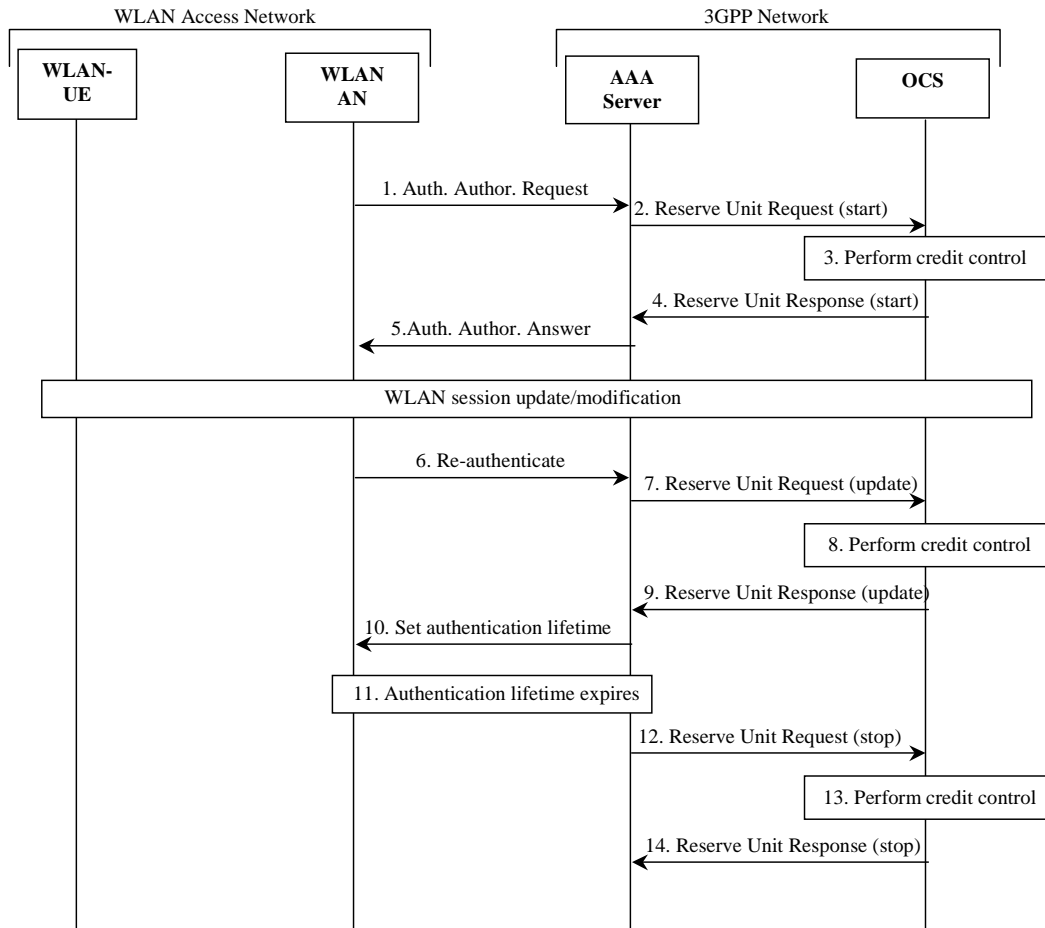 WLAN Access Network
3GPP Network
WLAN-
UE
WLAN
AN
AAA
Server
OCS
1. Auth. Author. Request
2. Reserve Unit Request (start)
3. Perform credit control
4. Reserve Unit Response (start)
5.Auth. Author. Answer
WLAN session update/modification
6. Re-authenticate
7. Reserve Unit Request (update)
8. Perform credit control
9. Reserve Unit Response (update)
10. Set authentication lifetime
11. Authentication lifetime expires
12. Reserve Unit Request (stop)
13. Perform credit control
14. Reserve Unit Response (stop)